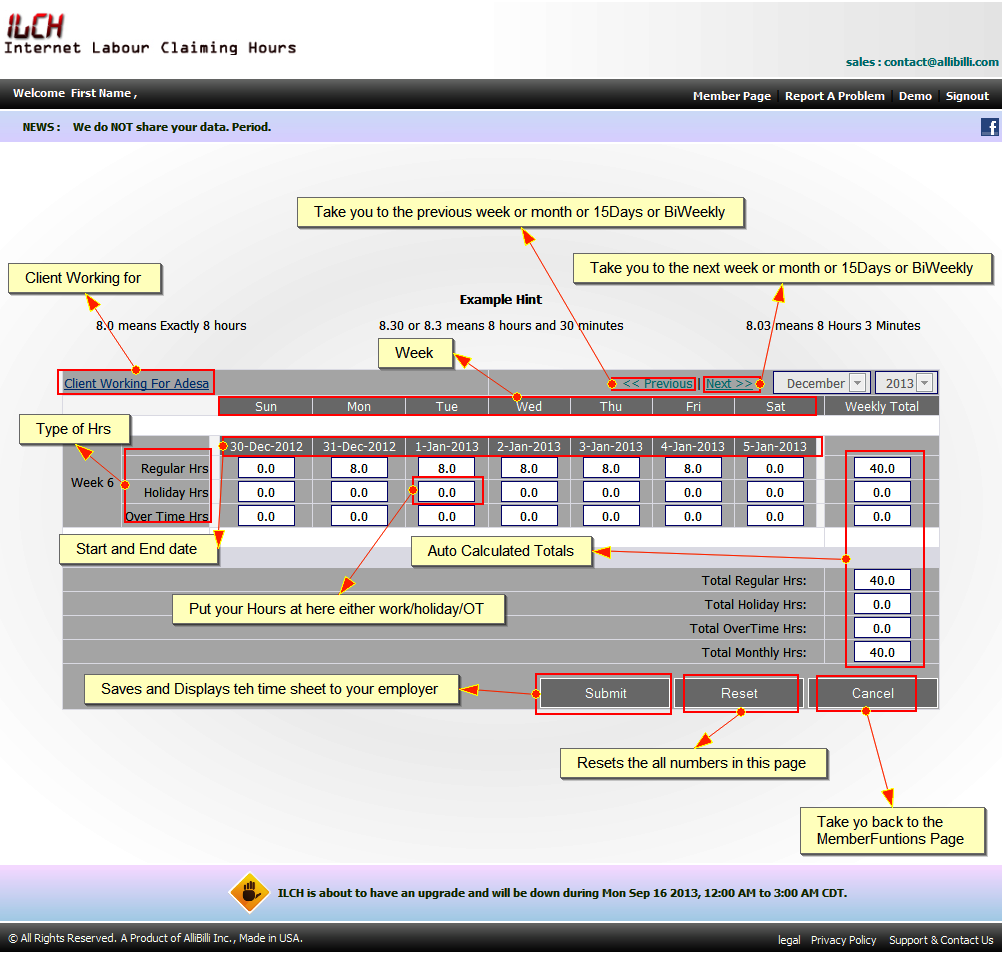 ILCH
Internet Labour Claiming Hours
sales : contact@allibilli.com
Welcome First Name ,
Member Page | Report A Problem | Demo | Signout
NEWS : We do NOT share your data. Period.
f
Take you to the previous week or month or 15Days or BiWeekly
Take you to the next week or month or 15Days or BiWeekly
Client Working for
Example Hint
8.0 means Exactly 8 hours 8.30 or 8.3 means 8 hours and 30 minutes 8.03 means 8 Hours 3 Minutes
Week
Client Working For Adesa << Previous | Next >> December 2013
Sun Mon Tue Wed Thu Fri Sat Weekly Total
Type of Hrs
30-Dec-2012 31-Dec-2012 1-Jan-2013 2-Jan-2013 3-Jan-2013 4-Jan-2013 5-Jan-2013
Regular Hrs 0.0 8.0 8.0 8.0 8.0 8.0 0.0 40.0
Week 6
Holiday Hrs 0.0 0.0 0.0 0.0 0.0 0.0 0.0 0.0
Over Time Hrs 0.0 0.0 0.0 0.0 0.0 0.0 0.0 0.0
Start and End date
Auto Calculated Totals
Total Regular Hrs: 40.0
Put your Hours at here either work/holiday/OT
Total Holiday Hrs: 0.0
Total OverTime Hrs: 0.0
Total Monthly Hrs: 40.0
Saves and Displays teh time sheet to your employer
Submit Reset Cancel
Resets the all numbers in this page
Take yo back to the
MemberFuntions Page
ILCH is about to have an upgrade and will be down during Mon Sep 16 2013, 12:00 AM to 3:00 AM CDT.
© All Rights Reserved. A Product of AlliBilli Inc., Made in USA.
legal Privacy Policy Support & Contact Us